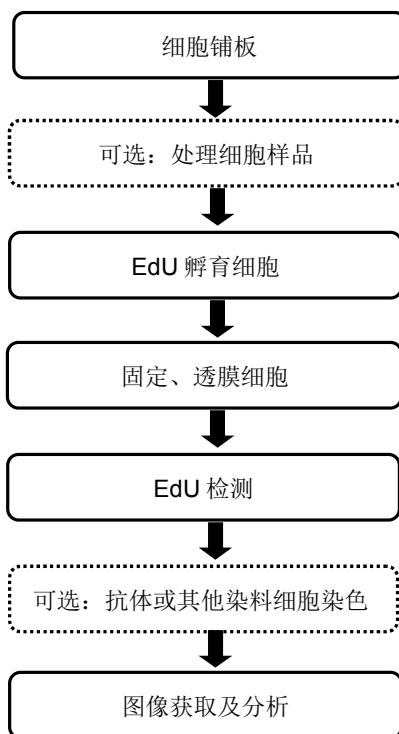 细胞铺板
可选：处理细胞样品
EdU 孵育细胞
固定、透膜细胞
EdU 检测
可选：抗体或其他染料细胞染色
图像获取及分析